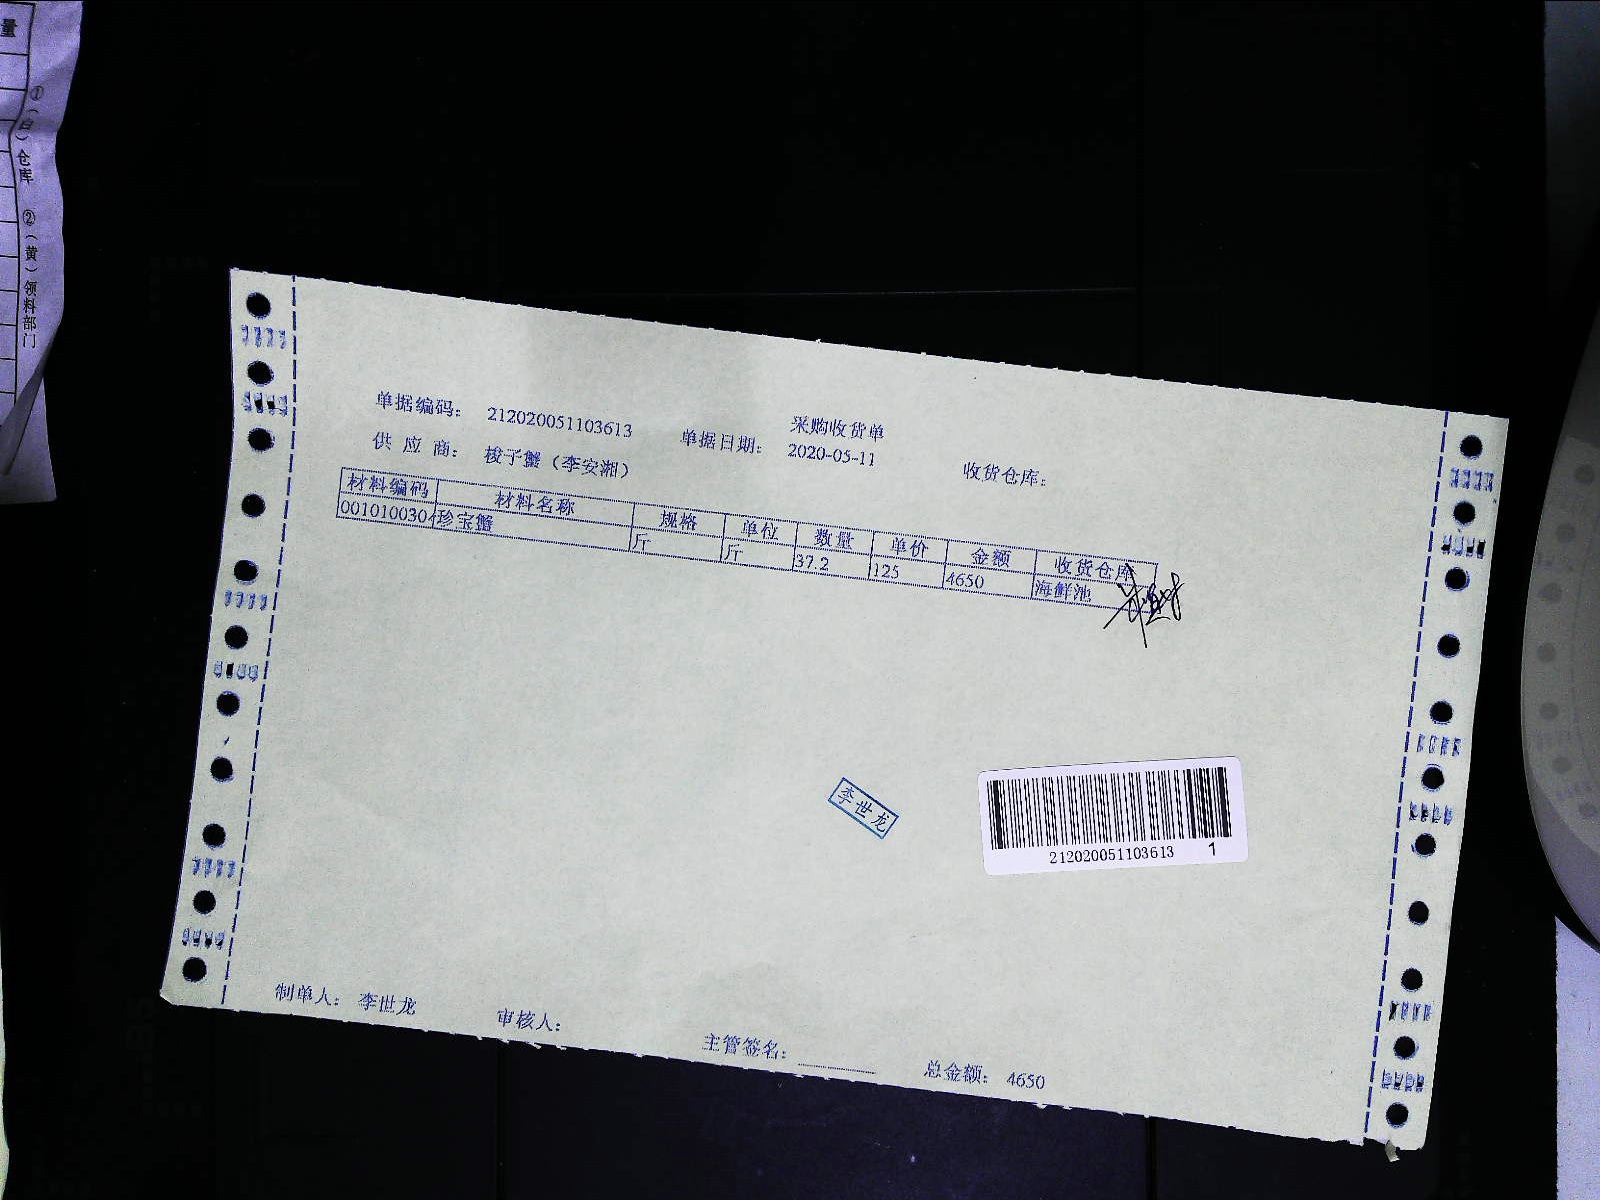 量
①（白）仓库 ②（黄）领料部门
采购收货单
单据编码： 212020051103613 单据日期： 2020-05-11 收货仓库：
供 应 商： 梭子蟹（李安湘）
材料编码 材料名称 规格 单位 数量 单价 金额 收货仓库
001010030 珍宝蟹 斤 斤 37.2 125 4650 海鲜池
李世龙
212020051103613 1
制单人： 李世龙 审核人： 主管签名： 总金额： 4650